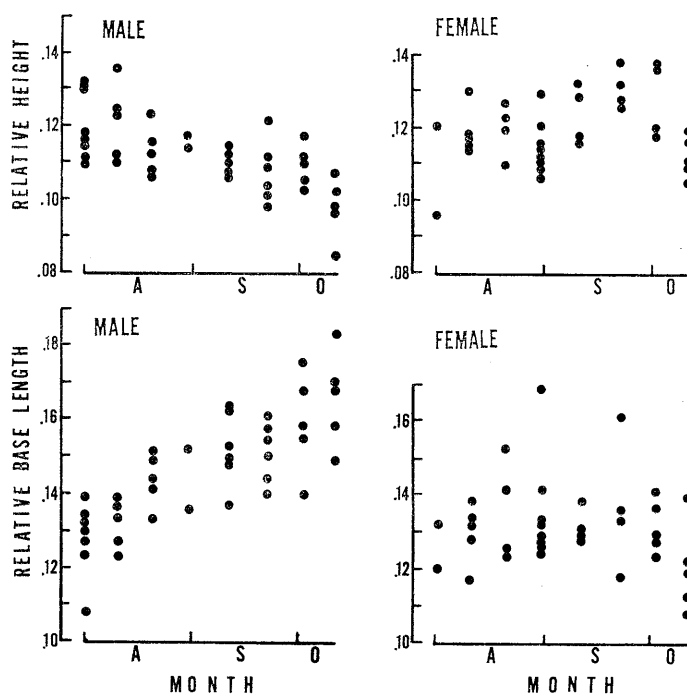 MALE
FEMALE
RELATIVE HEIGHT
.14
.12
.10
.08
A S O
.14
.12
.10
.08
A S O
MALE
FEMALE
RELATIVE BASE LENGTH
.18
.16
.14
.12
.10
A S O
MONTH
.16
.14
.12
.10
A S O
MONTH